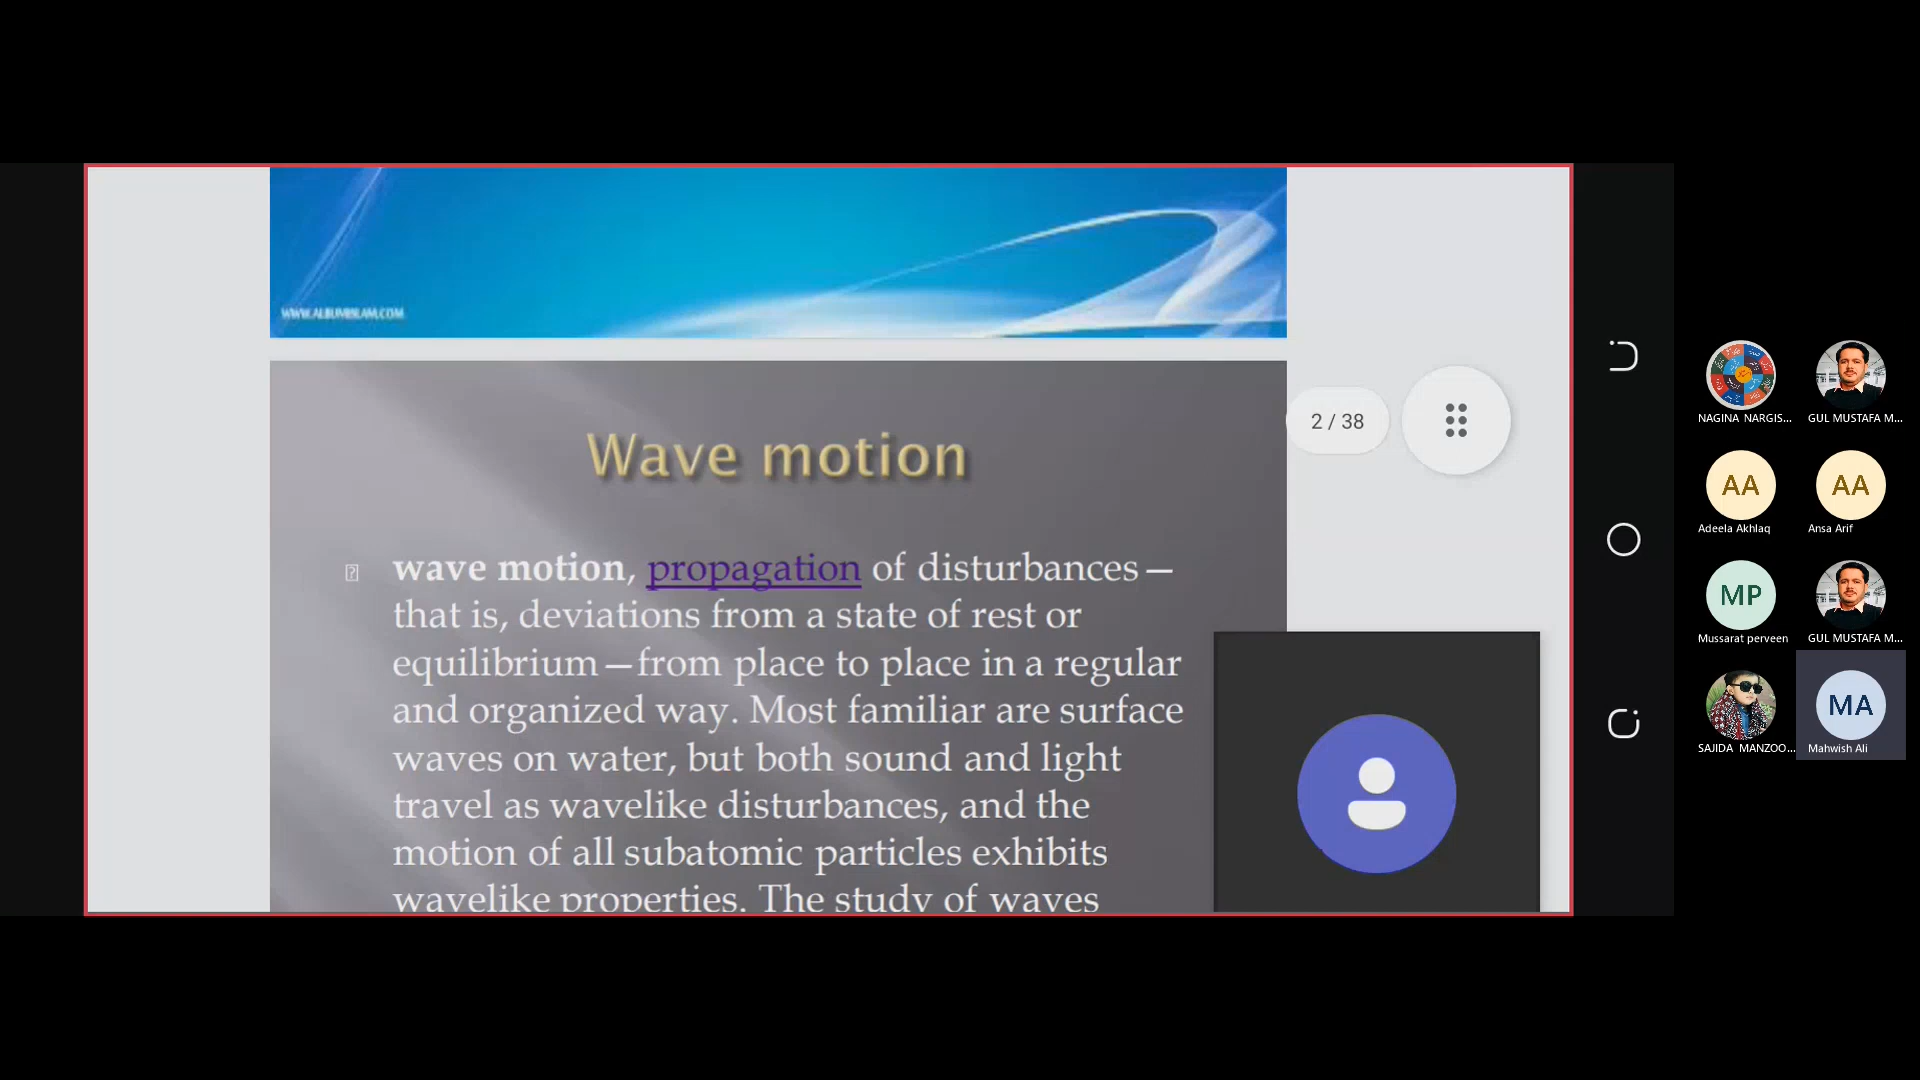 WWW.ALBUMISLAM.COM
Wave motion
2 / 38
wave motion, propagation of disturbances—
that is, deviations from a state of rest or
equilibrium—from place to place in a regular
and organized way. Most familiar are surface
waves on water, but both sound and light
travel as wavelike disturbances, and the
motion of all subatomic particles exhibits
wavelike properties. The study of waves
NAGINA NARGIS...
GUL MUSTAFA M...
AA
AA
Adeela Akhlaq
Ansa Arif
MP
Mussarat perveen
GUL MUSTAFA M...
MA
SAJIDA MANZOO...
Mahwish Ali